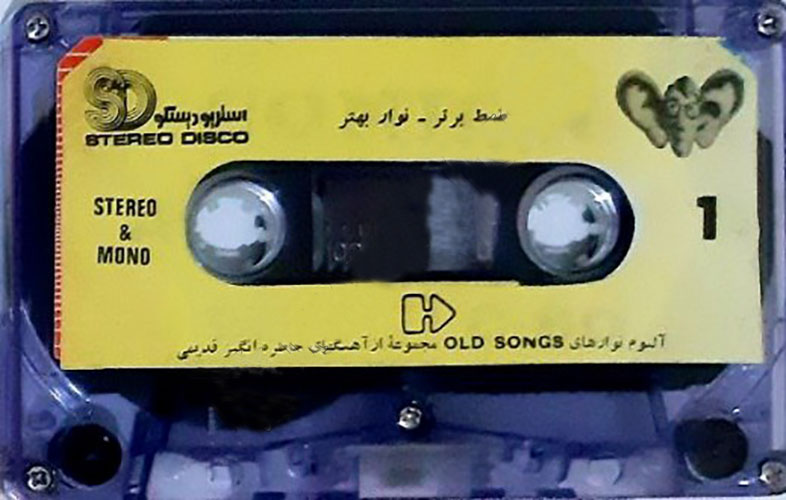 استریو دیسکو
STEREO DISCO
ضبط برتر - نوار بهتر
STEREO
&
MONO
1
آلبوم نوارهای OLD SONGS مجموعهٔ از آهنگهای خاطره انگیز قدیمی